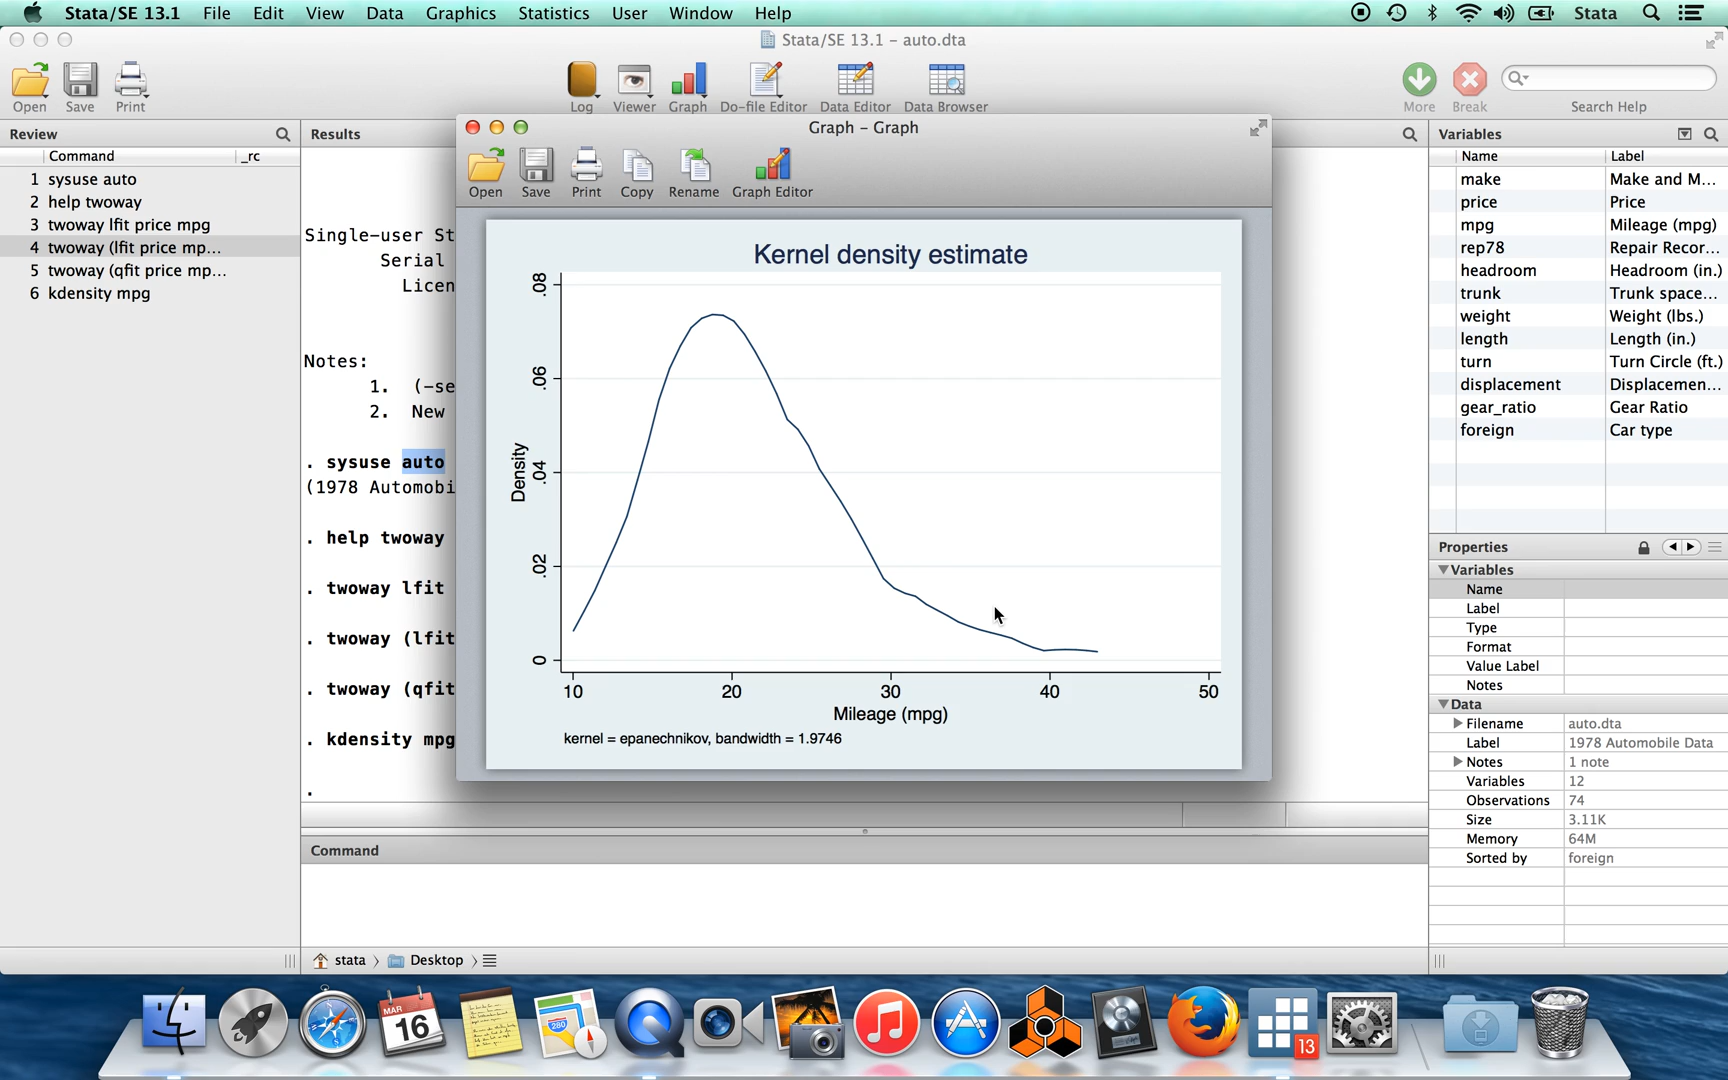 Stata/SE 13.1 File Edit View Data Graphics Statistics User Window Help Stata
Stata/SE 13.1 – auto.dta
Open Save Print Log Viewer Graph Do-file Editor Data Editor Data Browser More Break Search Help
Review
Command _rc
1 sysuse auto
2 help twoway
3 twoway lfit price mpg
4 twoway (lfit price mp...
5 twoway (qfit price mp...
6 kdensity mpg
Results
Single-user St
Serial
Licen
Notes:
1. (-se
2. New
. sysuse auto
(1978 Automobi
. help twoway
. twoway lfit
. twoway (lfit
. twoway (qfit
. kdensity mpg
.
Graph – Graph
Open Save Print Copy Rename Graph Editor
Kernel density estimate
Density
.08
.06
.04
.02
0
10 20 30 40 50
Mileage (mpg)
kernel = epanechnikov, bandwidth = 1.9746
Command
stata Desktop
Variables
Name Label
make Make and M...
price Price
mpg Mileage (mpg)
rep78 Repair Recor...
headroom Headroom (in.)
trunk Trunk space...
weight Weight (lbs.)
length Length (in.)
turn Turn Circle (ft.)
displacement Displacemen...
gear_ratio Gear Ratio
foreign Car type
Properties
Variables
Name
Label
Type
Format
Value Label
Notes
Data
Filename auto.dta
Label 1978 Automobile Data
Notes 1 note
Variables 12
Observations 74
Size 3.11K
Memory 64M
Sorted by foreign
MAR
16
280
13